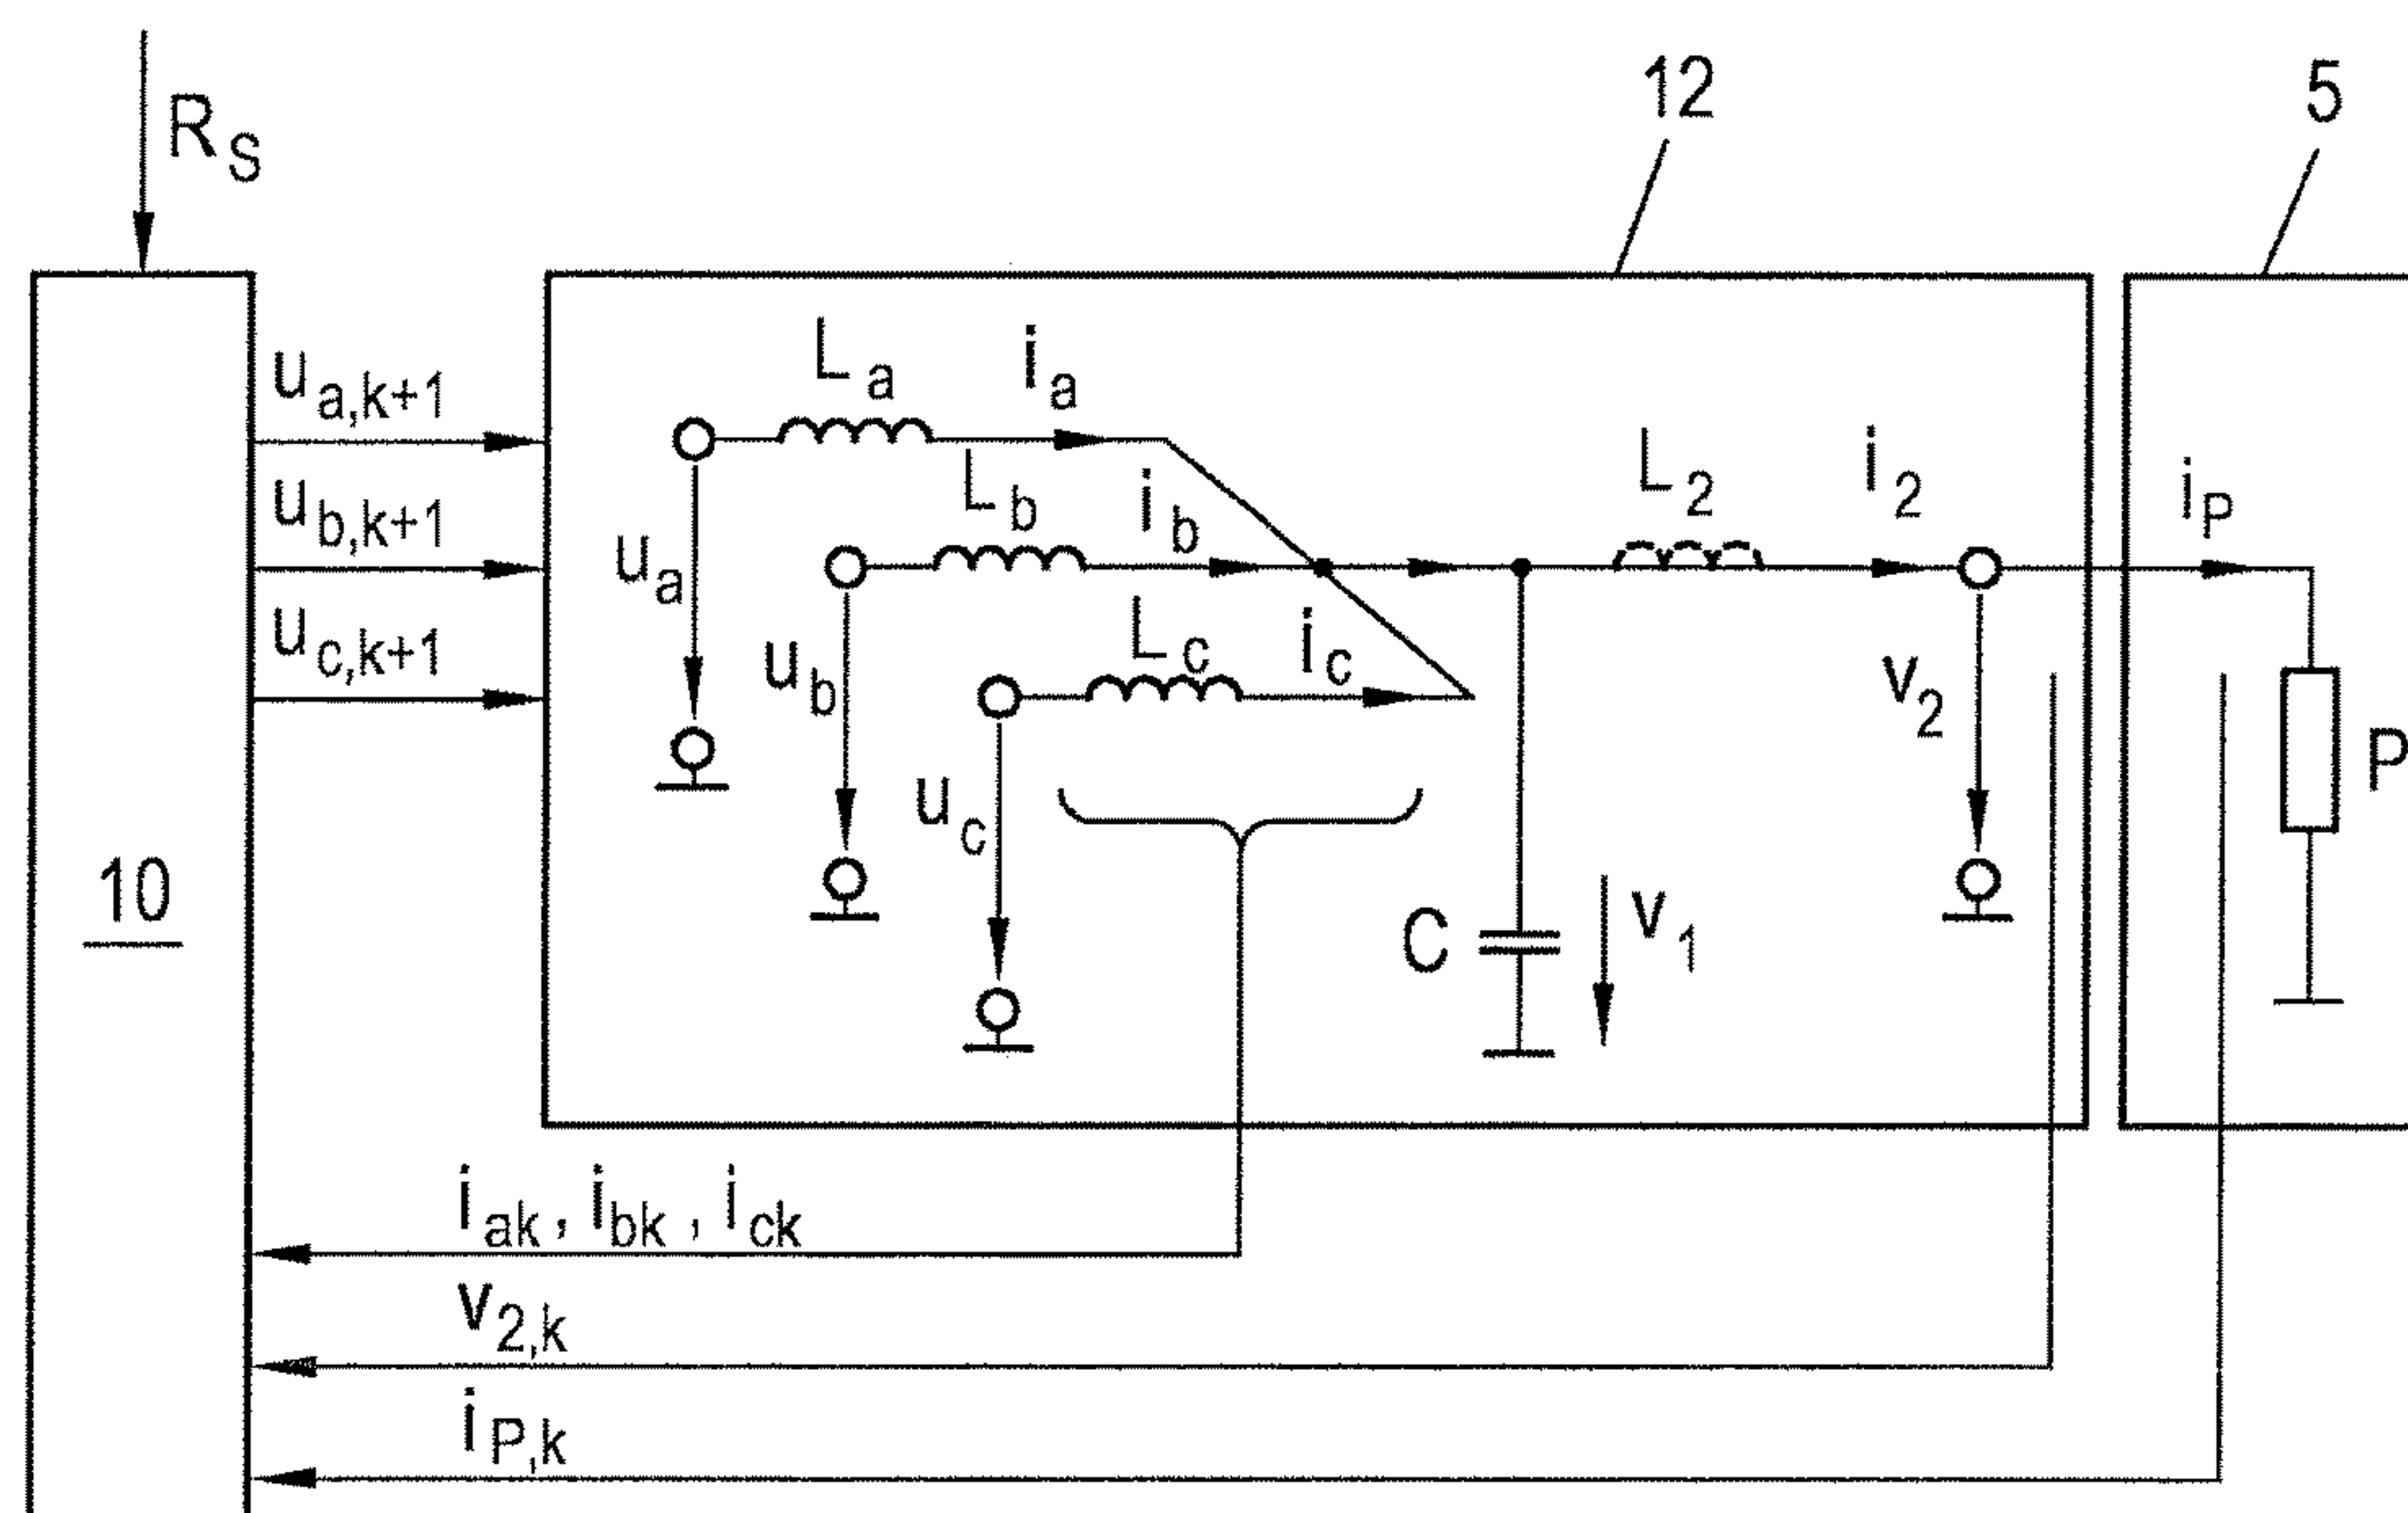 R_S
12
5
u_a,k+1
u_b,k+1
u_c,k+1
L_a
i_a
L_b
i_b
L_c
i_c
L_2
i_2
i_P
u_a
u_b
u_c
v_2
P
10
C
v_1
i_ak, i_bk, i_ck
v_2,k
i_P,k